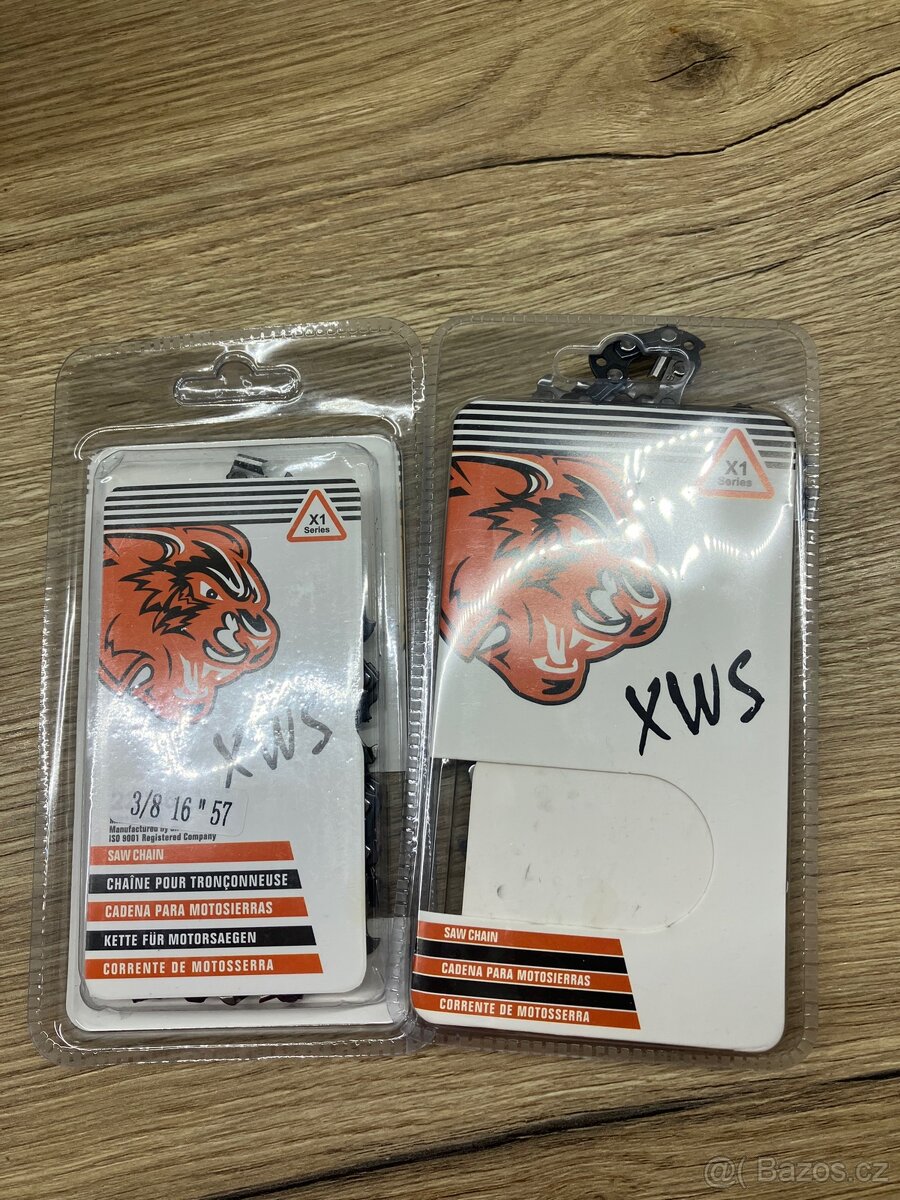 X1
Series
XWS
3/8 16" 57
Manufactured by
ISO 9001 Registered Company
SAW CHAIN
CHAÎNE POUR TRONÇONNEUSE
CADENA PARA MOTOSIERRAS
KETTE FÜR MOTORSAEGEN
CORRENTE DE MOTOSSERRA
X1
Series
XWS
SAW CHAIN
CADENA PARA MOTOSIERRAS
CORRENTE DE MOTOSSERRA
@( Bazos.cz